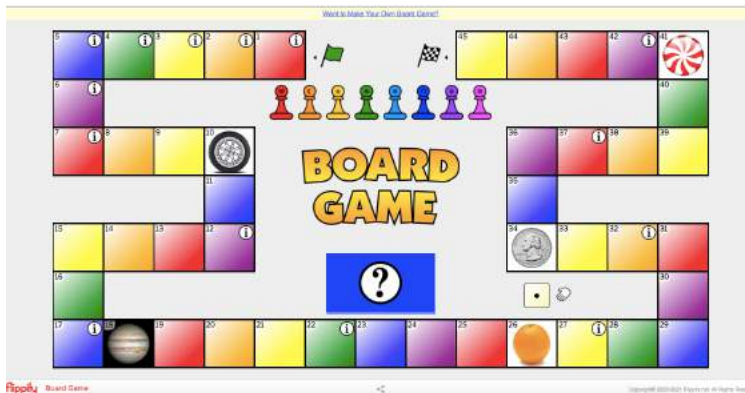 Want to Make Your Own Board Game?
5 i 4 i 3 i 2 i 1 i 45 44 43 42 i 41
6 i 40
7 i 8 9 10 36 37 i 38 39
BOARD
GAME
11 35
15 14 13 12 i 34 33 32 i 31
?
16 30
17 i 18 19 20 21 22 i 23 24 25 26 27 i 28 29
flippity Board Game